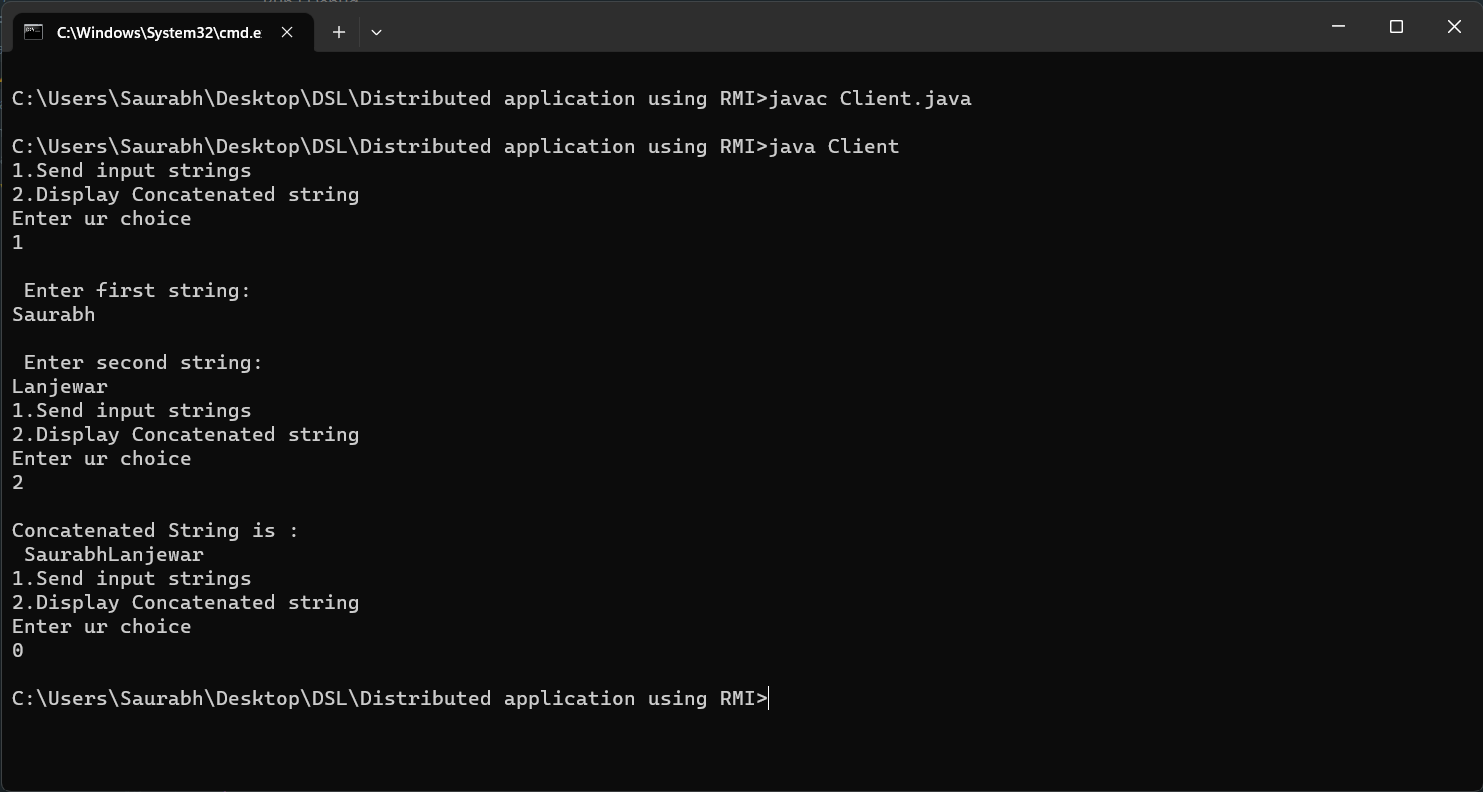 C:\Windows\System32\cmd.e
C:\Users\Saurabh\Desktop\DSL\Distributed application using RMI>javac Client.java
C:\Users\Saurabh\Desktop\DSL\Distributed application using RMI>java Client
1.Send input strings
2.Display Concatenated string
Enter ur choice
1
Enter first string:
Saurabh
Enter second string:
Lanjewar
1.Send input strings
2.Display Concatenated string
Enter ur choice
2
Concatenated String is :
SaurabhLanjewar
1.Send input strings
2.Display Concatenated string
Enter ur choice
0
C:\Users\Saurabh\Desktop\DSL\Distributed application using RMI>